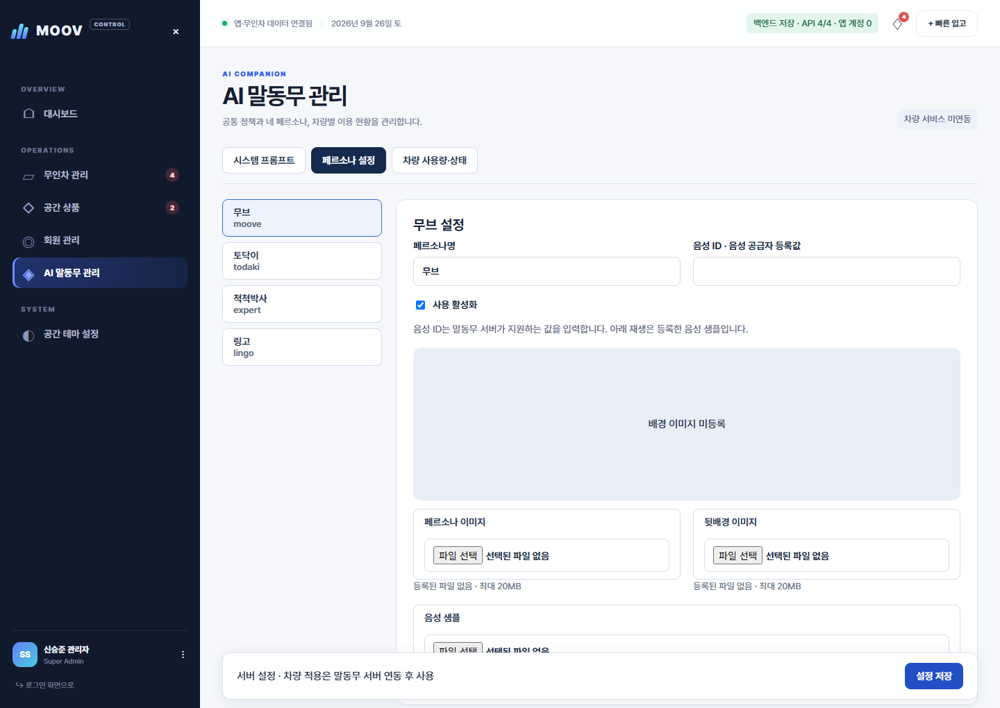 MOOV CONTROL
×
OVERVIEW
대시보드
OPERATIONS
무인차 관리 4
공간 상품 2
회원 관리
AI 말동무 관리
SYSTEM
공간 테마 설정
SS
신승준 관리자
Super Admin
↪ 로그인 화면으로
앱·무인차 데이터 연결됨
2026년 9월 26일 토
백엔드 저장 · API 4/4 · 앱 계정 0
4
+ 빠른 입고
AI COMPANION
AI 말동무 관리
공통 정책과 네 페르소나, 차량별 이용 현황을 관리합니다.
차량 서비스 미연동
시스템 프롬프트
페르소나 설정
차량 사용량·상태
무브
moove
토닥이
todaki
척척박사
expert
링고
lingo
무브 설정
페르소나명
무브
음성 ID · 음성 공급자 등록값
사용 활성화
음성 ID는 말동무 서버가 지원하는 값을 입력합니다. 아래 재생은 등록한 음성 샘플입니다.
배경 이미지 미등록
페르소나 이미지
파일 선택 선택된 파일 없음
등록된 파일 없음 · 최대 20MB
뒷배경 이미지
파일 선택 선택된 파일 없음
등록된 파일 없음 · 최대 20MB
음성 샘플
파일 선택 선택된 파일 없음
서버 설정 · 차량 적용은 말동무 서버 연동 후 사용
설정 저장